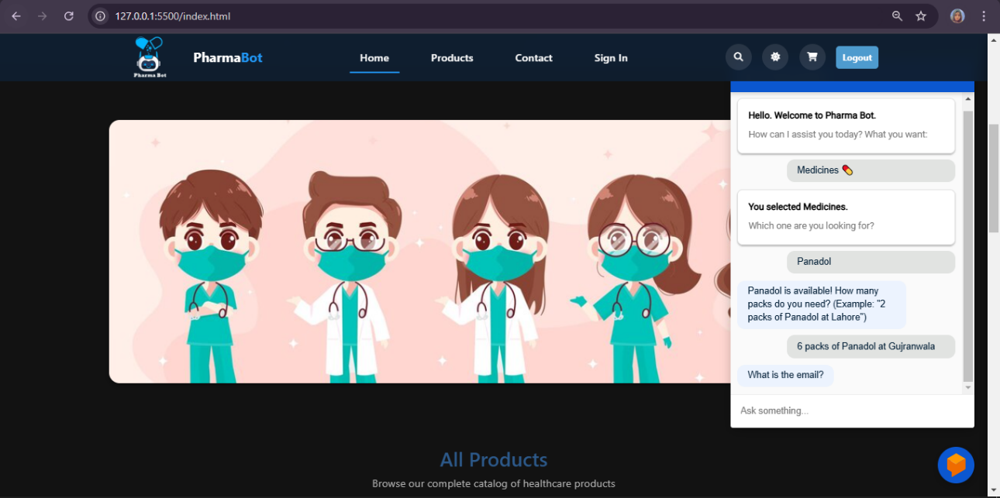 127.0.0.1:5500/index.html
Pharma Bot
PharmaBot
Home
Products
Contact
Sign In
Logout
Hello. Welcome to Pharma Bot.
How can I assist you today? What you want:
Medicines 💊
You selected Medicines.
Which one are you looking for?
Panadol
Panadol is available! How many
packs do you need? (Example: "2
packs of Panadol at Lahore")
6 packs of Panadol at Gujranwala
What is the email?
Ask something...
All Products
Browse our complete catalog of healthcare products